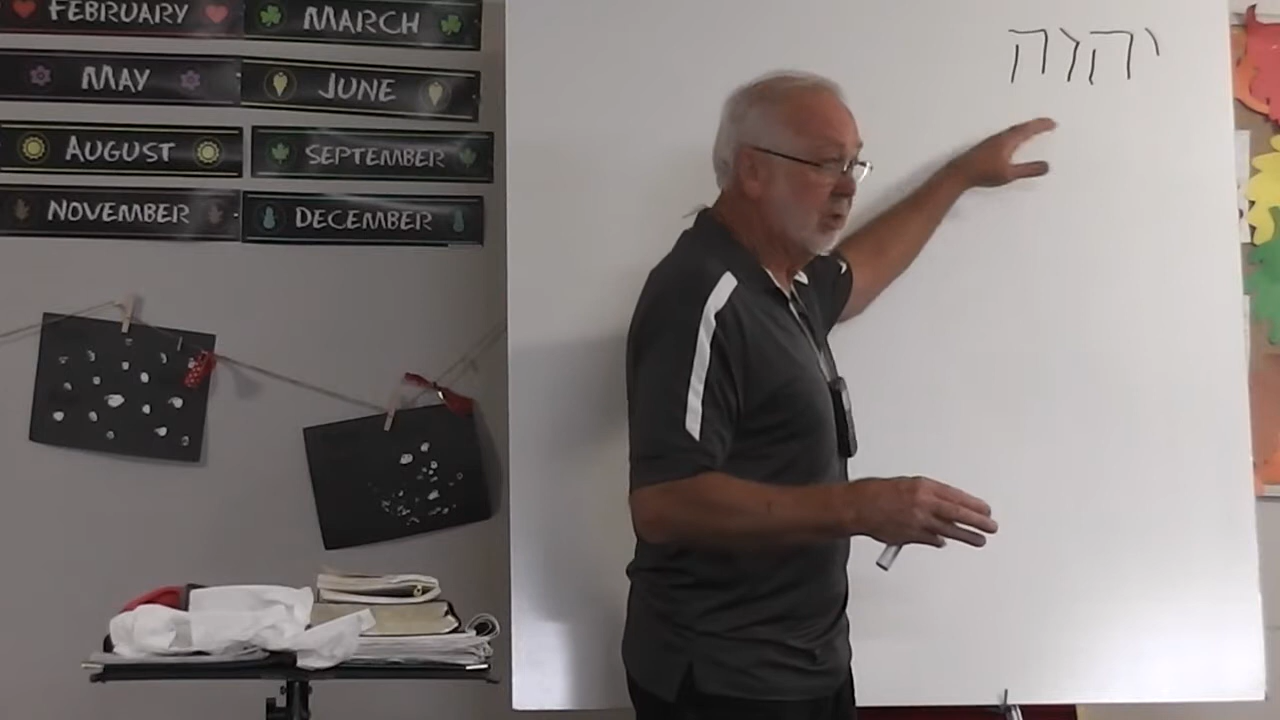 יהוה
FEBRUARY MARCH
MAY JUNE
AUGUST SEPTEMBER
NOVEMBER DECEMBER